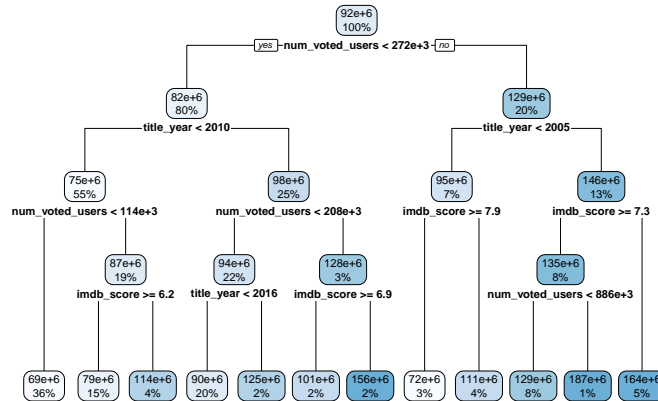 92e+6
100%
yes num_voted_users < 272e+3 no
82e+6 129e+6
80% 20%
title_year < 2010 title_year < 2005
75e+6 98e+6 95e+6 146e+6
55% 25% 7% 13%
num_voted_users < 114e+3 num_voted_users < 208e+3 imdb_score >= 7.9 imdb_score >= 7.3
87e+6 94e+6 128e+6 135e+6
19% 22% 3% 8%
imdb_score >= 6.2 title_year < 2016 imdb_score >= 6.9 num_voted_users < 886e+3
69e+6 79e+6 114e+6 90e+6 125e+6 101e+6 156e+6 72e+6 111e+6 129e+6 187e+6 164e+6
36% 15% 4% 20% 2% 2% 2% 3% 4% 8% 1% 5%